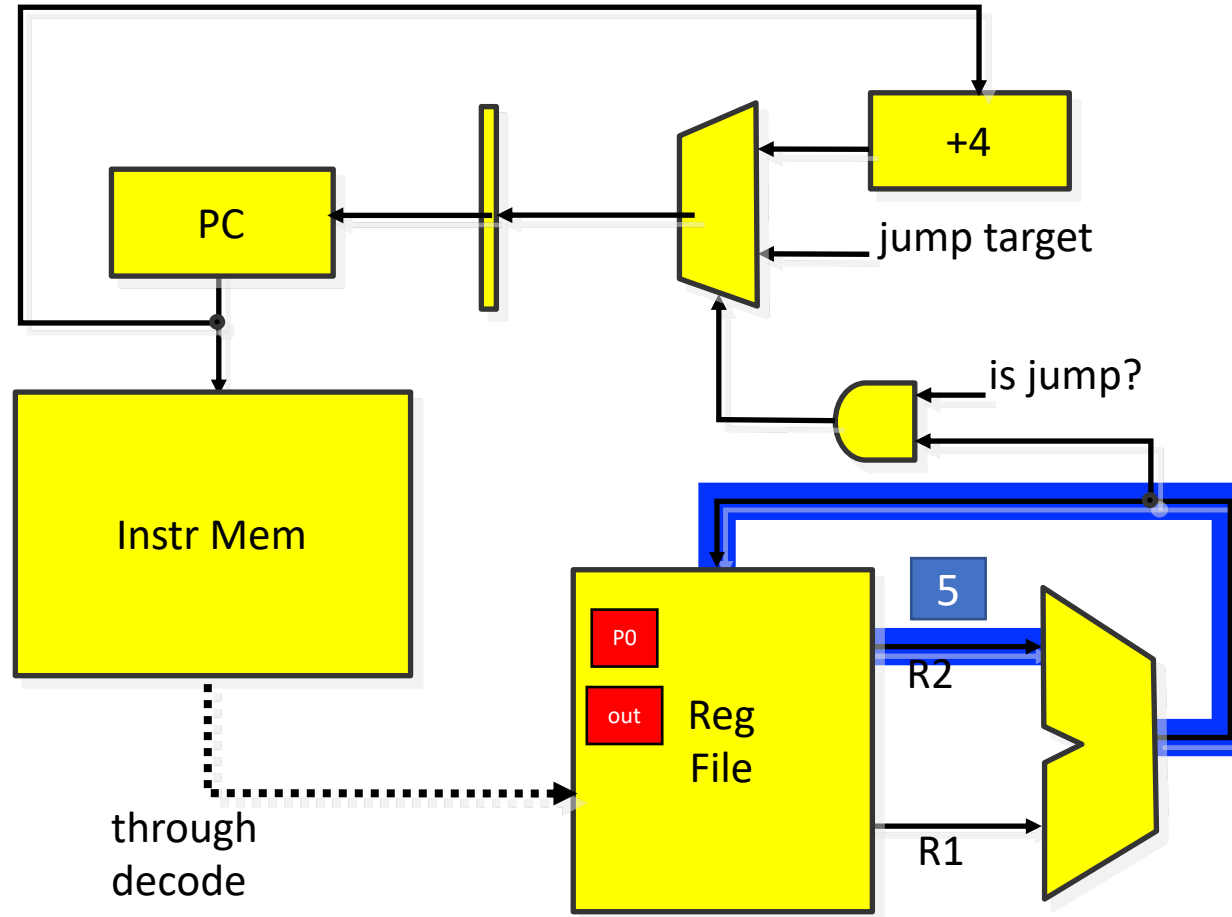 +4
PC
jump target
is jump?
Instr Mem
5
P0
R2
out
Reg
File
through
decode
R1